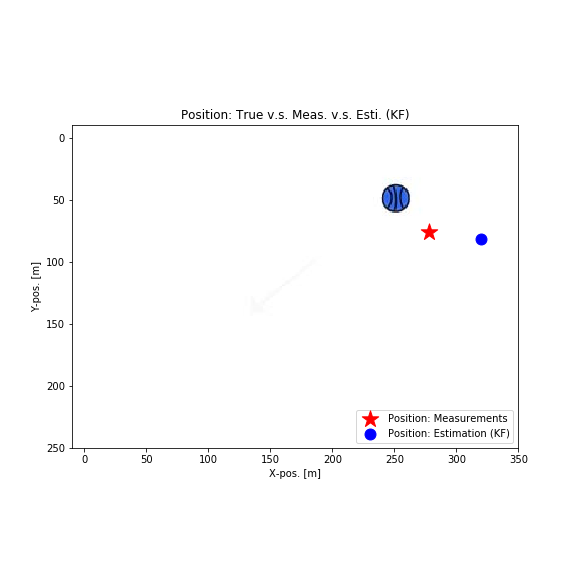 Position: True v.s. Meas. v.s. Esti. (KF)
0
50
100
150
200
250
Y-pos. [m]
0 50 100 150 200 250 300 350
X-pos. [m]
Position: Measurements
Position: Estimation (KF)